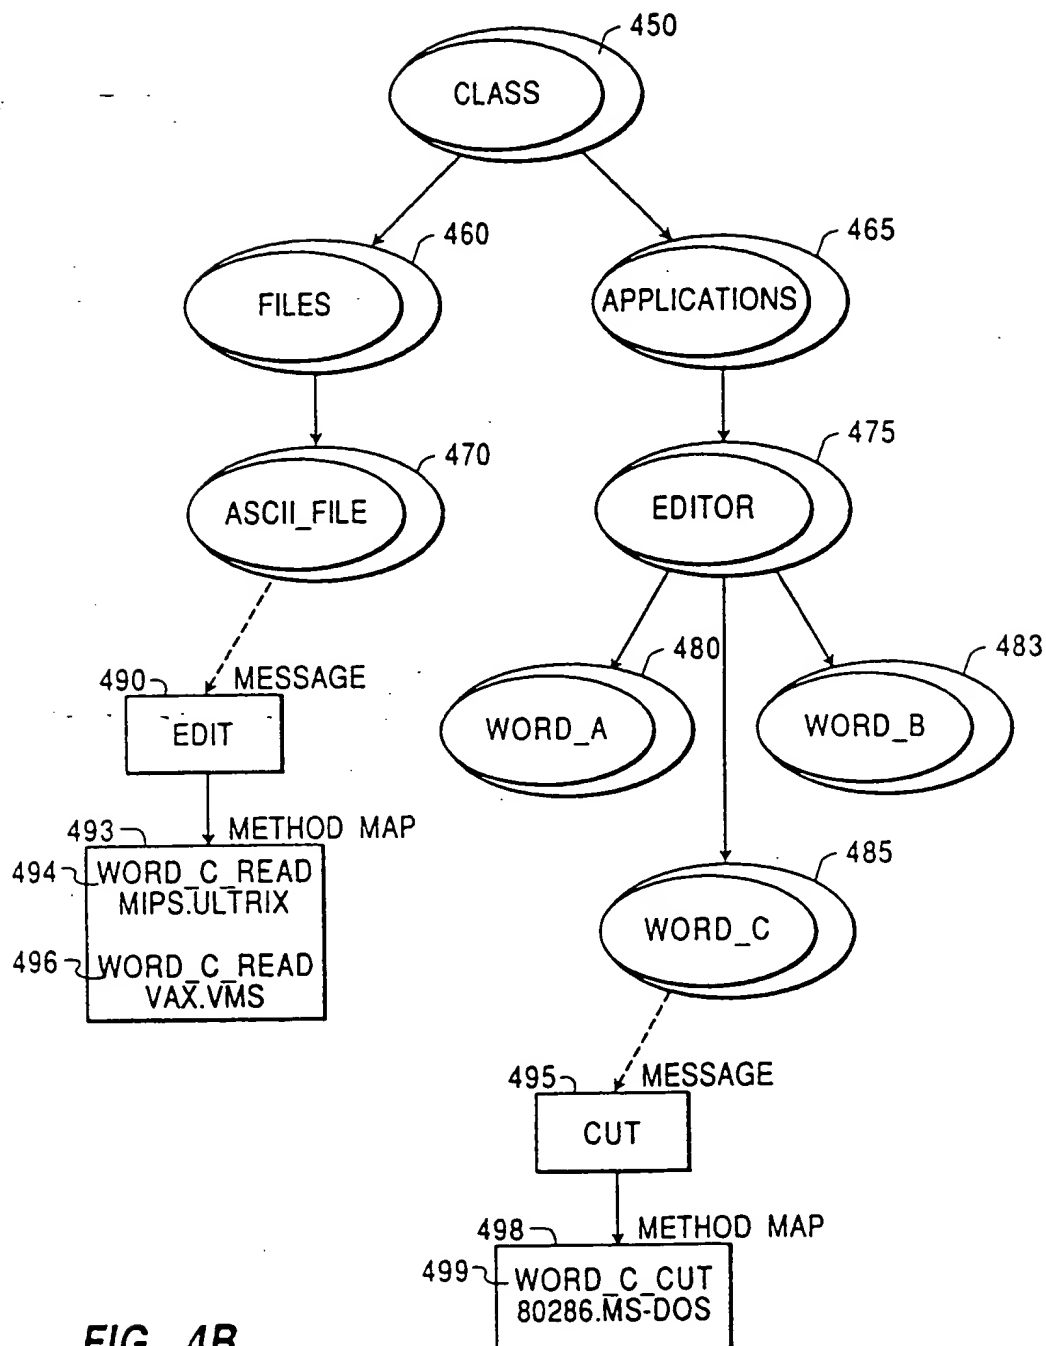 450
CLASS
460
465
FILES
APPLICATIONS
470
475
ASCII_FILE
EDITOR
480
483
490
MESSAGE
WORD_A
WORD_B
EDIT
493
METHOD MAP
494
WORD_C_READ
MIPS.ULTRIX
485
496
WORD_C_READ
VAX.VMS
WORD_C
495
MESSAGE
CUT
498
METHOD MAP
499
WORD_C_CUT
80286.MS-DOS
FIG. 4B